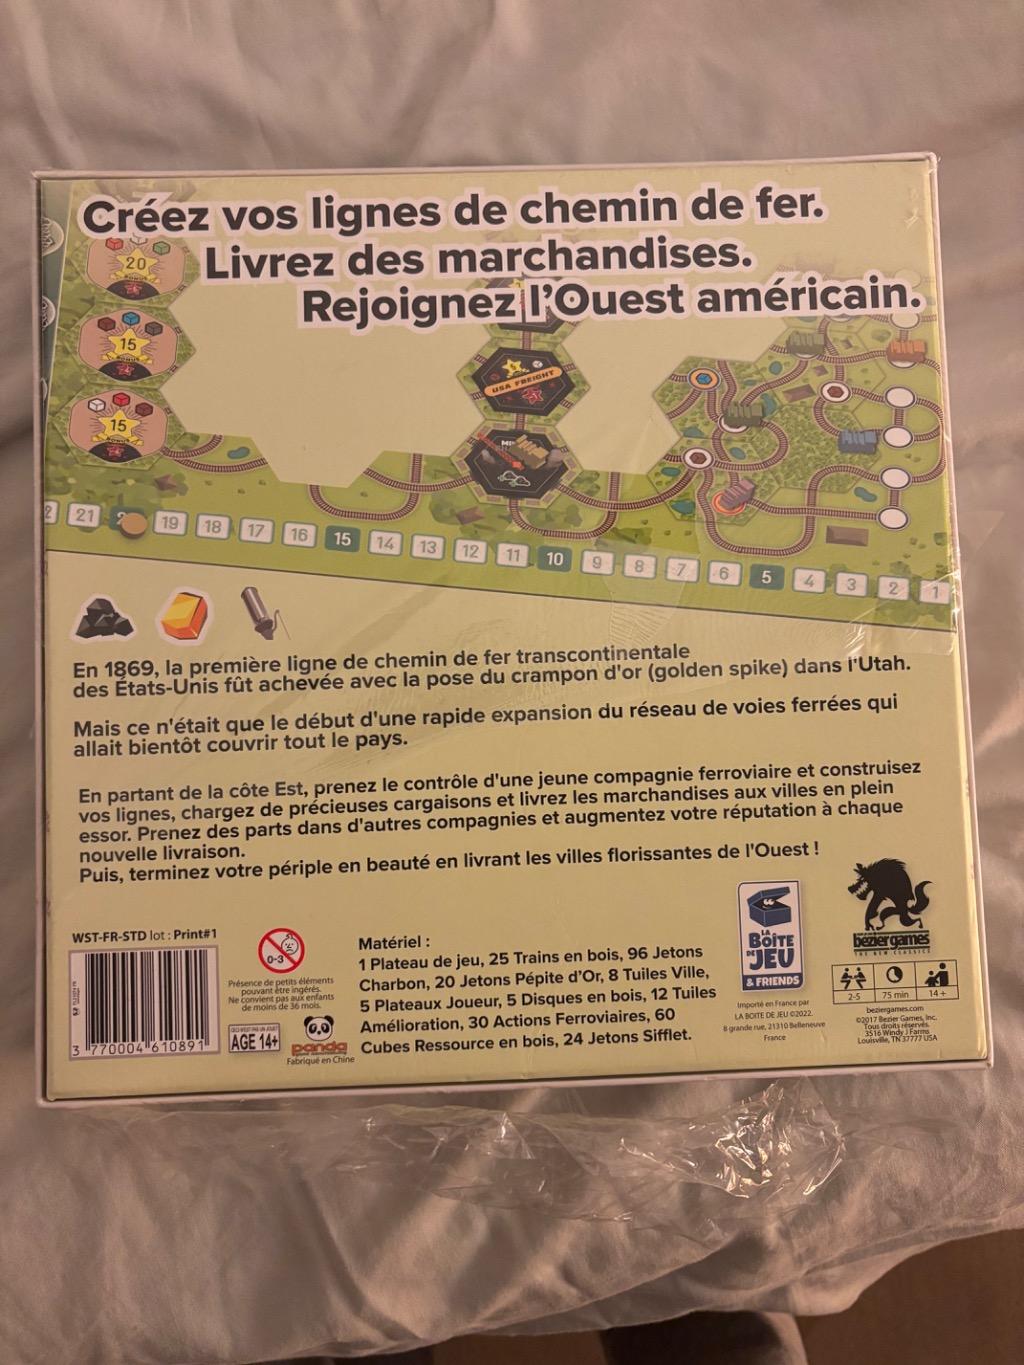 Créez vos lignes de chemin de fer.
Livrez des marchandises.
Rejoignez l'Ouest américain.
20
BONUS
15
BONUS
15
BONUS
USA FREIGHT
21 19 18 17 16 15 14 13 12 11 10 9 8 7 6 5 4 3 2 1
En 1869, la première ligne de chemin de fer transcontinentale
des États-Unis fût achevée avec la pose du crampon d'or (golden spike) dans l'Utah.
Mais ce n'était que le début d'une rapide expansion du réseau de voies ferrées qui
allait bientôt couvrir tout le pays.
En partant de la côte Est, prenez le contrôle d'une jeune compagnie ferroviaire et construisez
vos lignes, chargez de précieuses cargaisons et livrez les marchandises aux villes en plein
essor. Prenez des parts dans d'autres compagnies et augmentez votre réputation à chaque
nouvelle livraison.
Puis, terminez votre périple en beauté en livrant les villes florissantes de l'Ouest !
WST-FR-STD lot : Print#1
3 770004 610891
0-3
Présence de petits éléments
pouvant être ingérés.
Ne convient pas aux enfants
de moins de 36 mois.
CECI N'EST PAS UN JOUET
AGE 14+
panda
Fabriqué en Chine
Matériel :
1 Plateau de jeu, 25 Trains en bois, 96 Jetons
Charbon, 20 Jetons Pépite d'Or, 8 Tuiles Ville,
5 Plateaux Joueur, 5 Disques en bois, 12 Tuiles
Amélioration, 30 Actions Ferroviaires, 60
Cubes Ressource en bois, 24 Jetons Sifflet.
LA
BOÎTE
DE JEU
& FRIENDS
Importé en France par
LA BOITE DE JEU ©2022.
8 grande rue, 21310 Belleneuve
France
bezier games
THE NEW CLASSICS
2-5
75 min
14 +
beziergames.com
©2017 Bezier Games, Inc.
Tous droits réservés.
3516 Windy J Farms
Louisville, TN 37777 USA